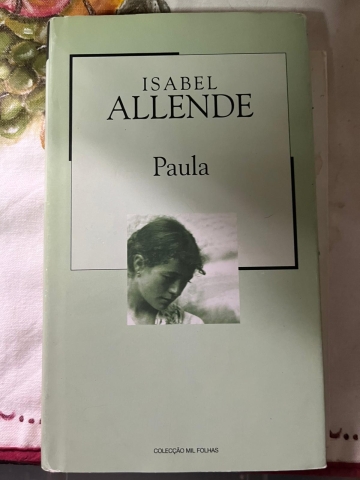 ISABEL
ALLENDE
Paula
COLECÇÃO MIL FOLHAS